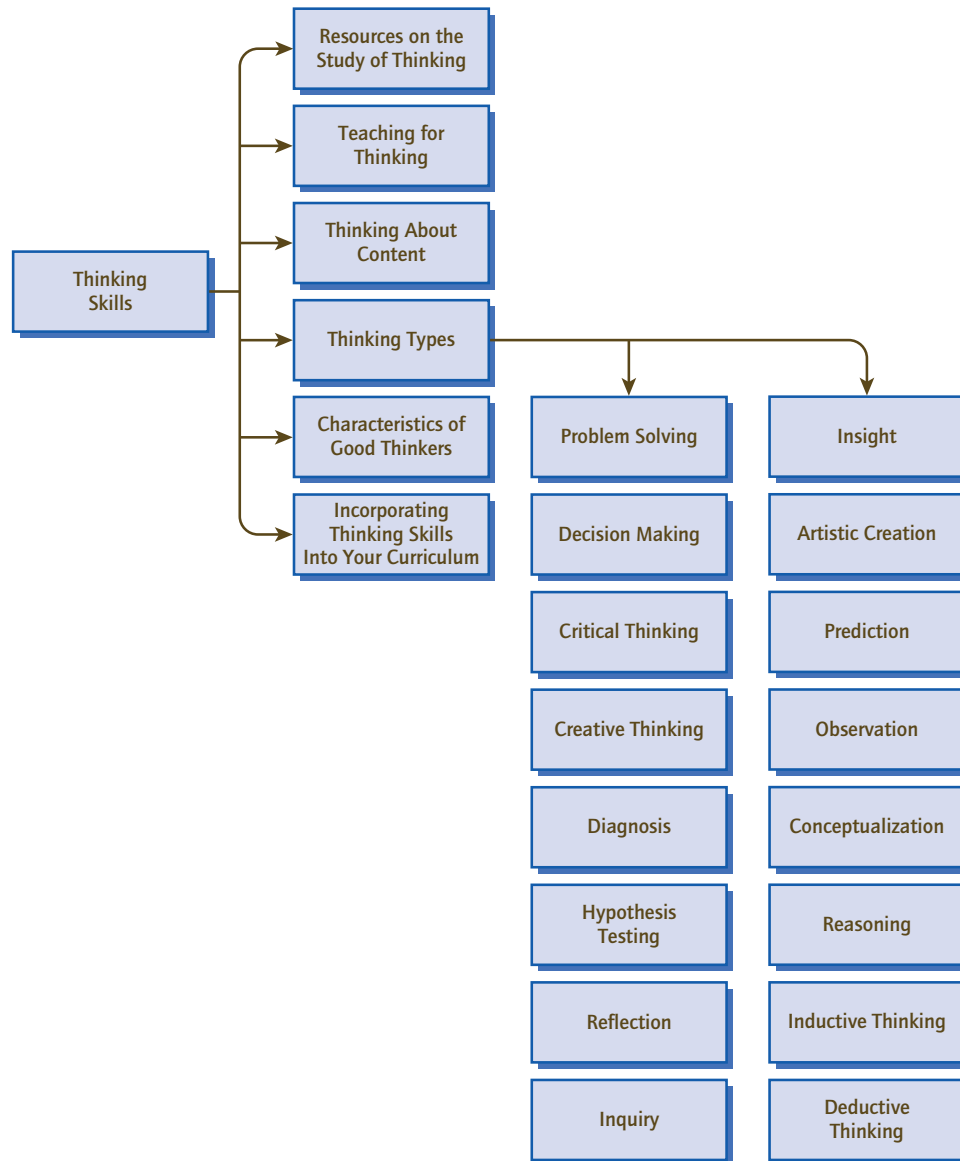 Thinking
Skills
Resources on the
Study of Thinking
Teaching for
Thinking
Thinking About
Content
Thinking Types
Characteristics of
Good Thinkers
Incorporating
Thinking Skills
Into Your Curriculum
Problem Solving
Decision Making
Critical Thinking
Creative Thinking
Diagnosis
Hypothesis
Testing
Reflection
Inquiry
Insight
Artistic Creation
Prediction
Observation
Conceptualization
Reasoning
Inductive Thinking
Deductive
Thinking